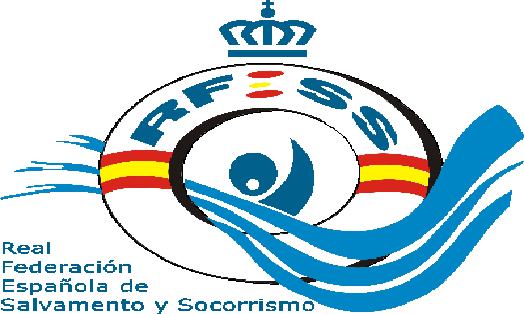 RFESS
Real
Federación
Española de
Salvamento y Socorrismo